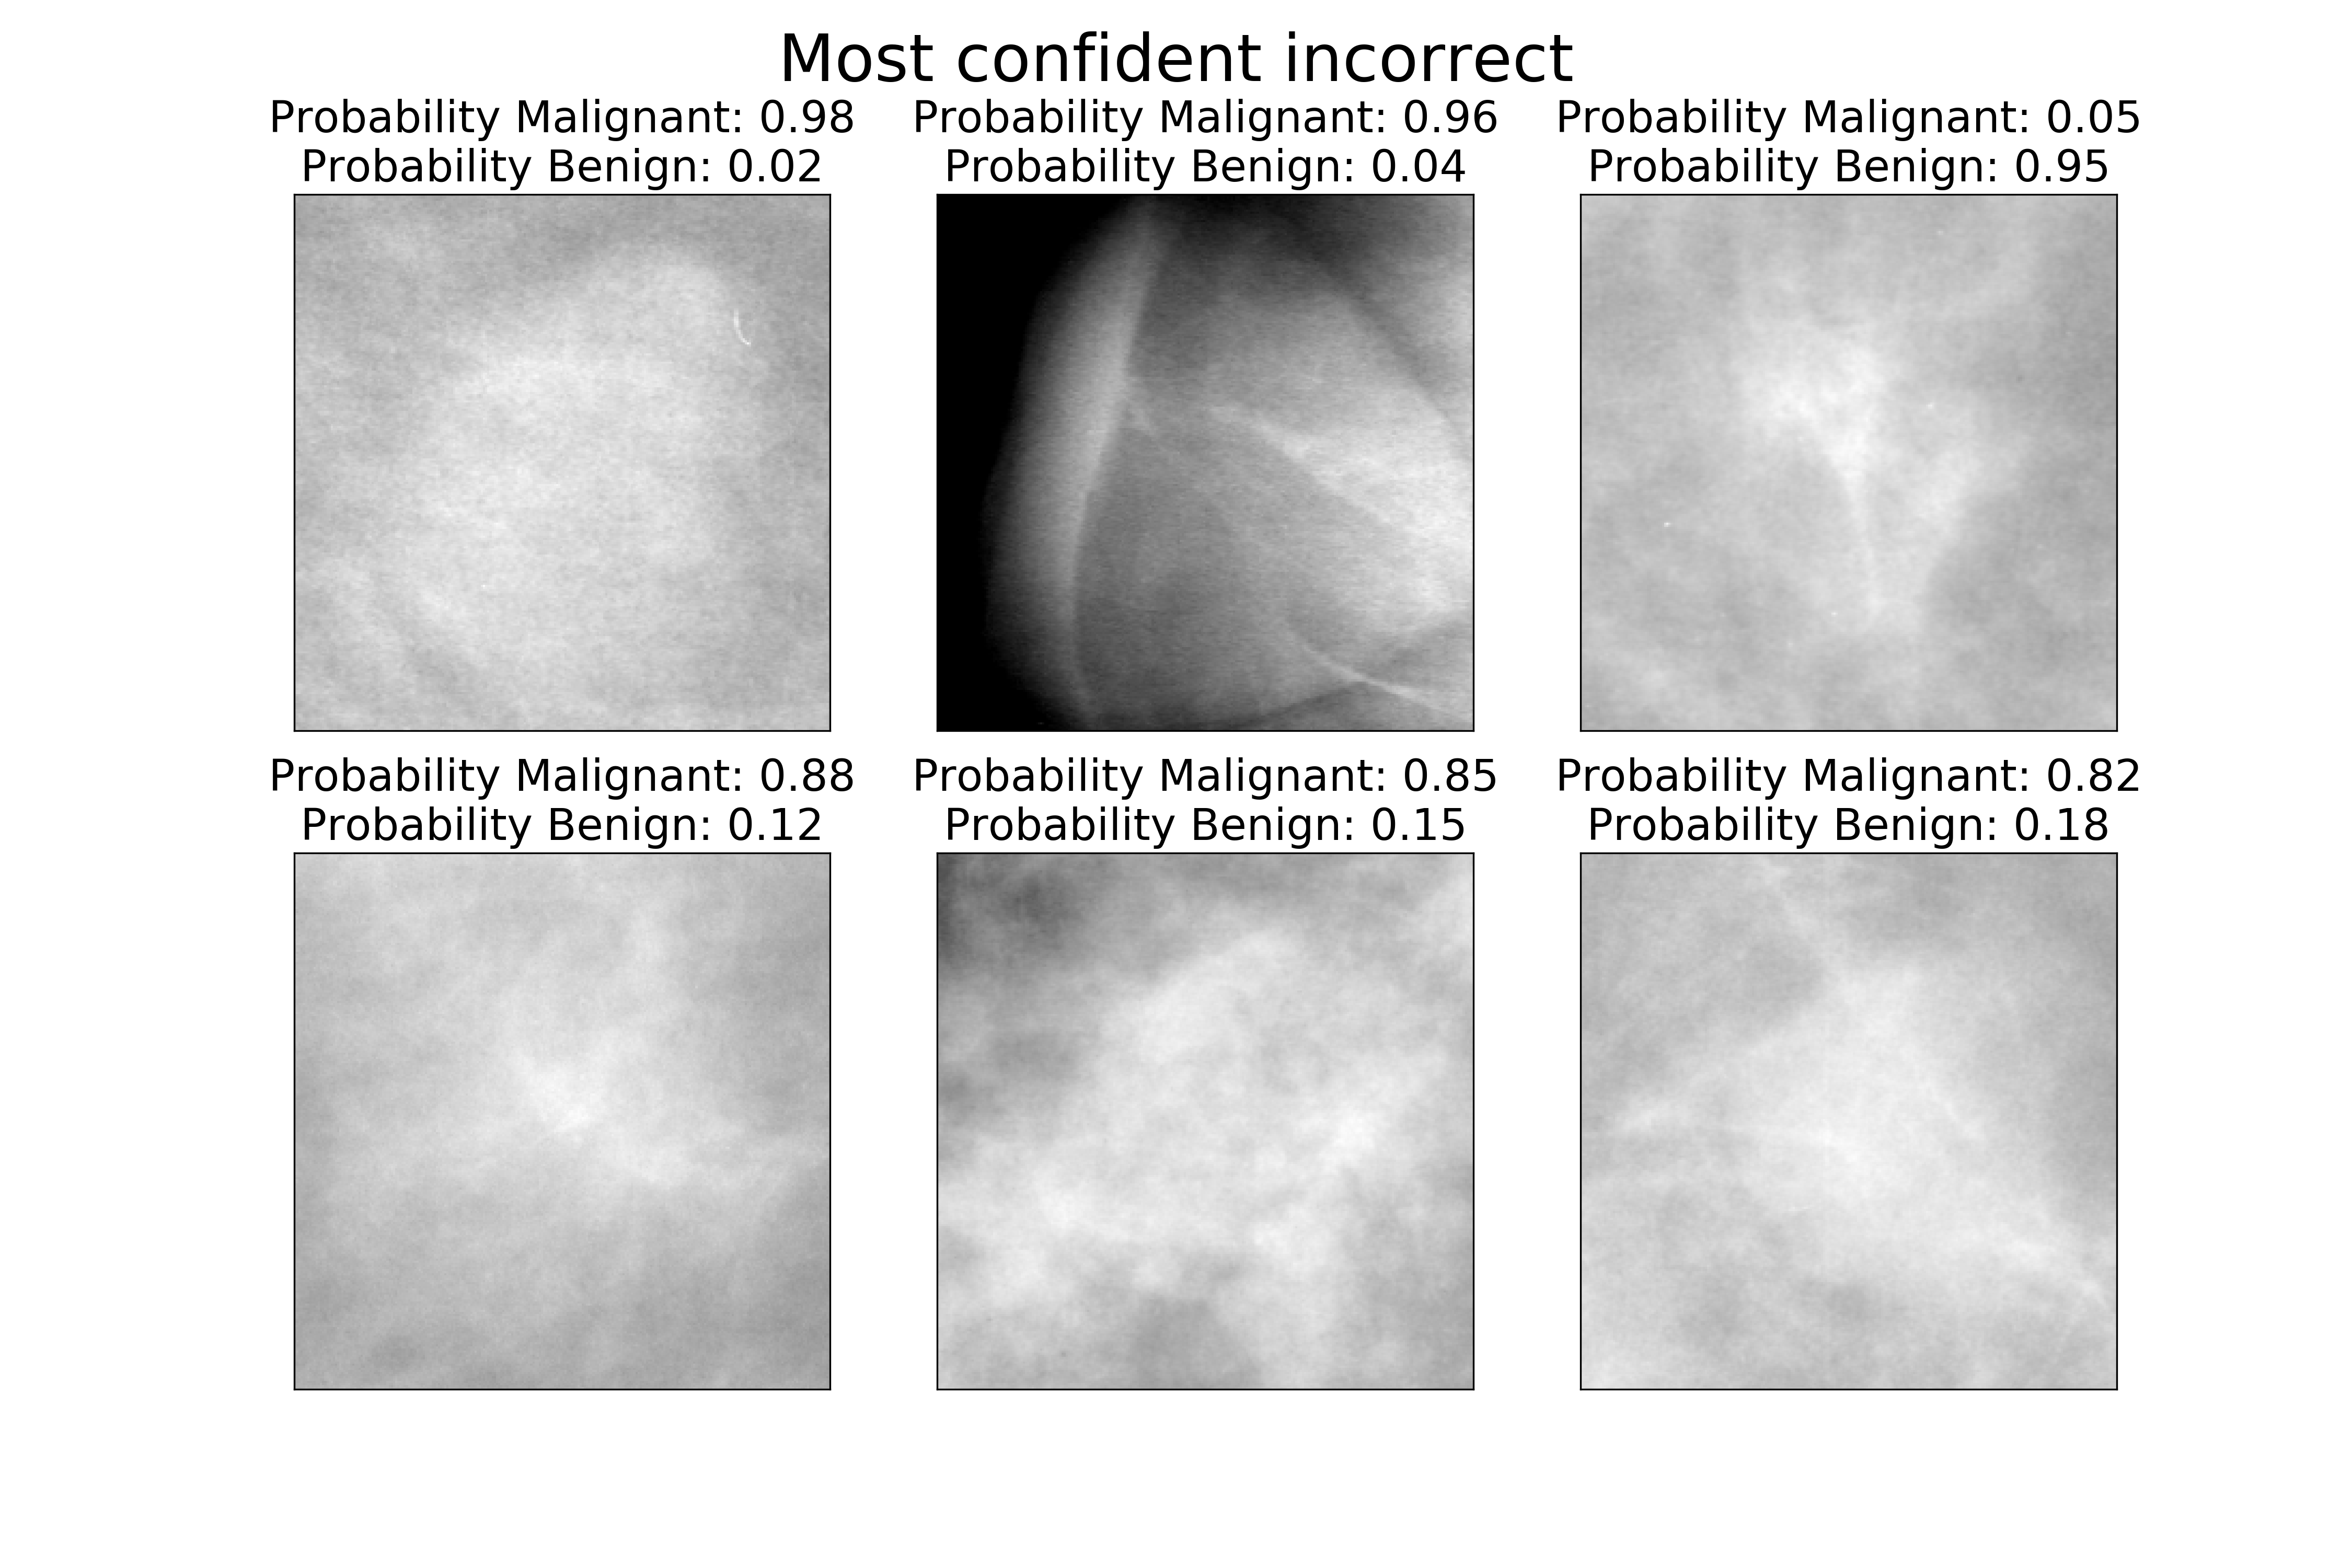 Most confident incorrect
Probability Malignant: 0.98
Probability Benign: 0.02
Probability Malignant: 0.96
Probability Benign: 0.04
Probability Malignant: 0.05
Probability Benign: 0.95
Probability Malignant: 0.88
Probability Benign: 0.12
Probability Malignant: 0.85
Probability Benign: 0.15
Probability Malignant: 0.82
Probability Benign: 0.18